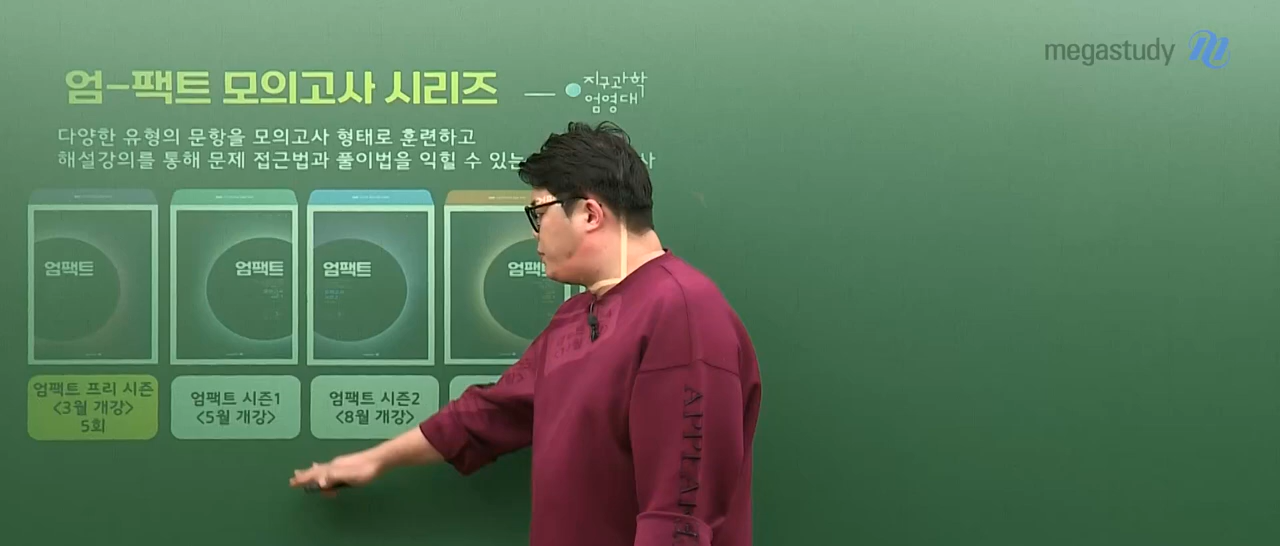 megastudy
엄-팩트 모의고사 시리즈
지구과학
엄영대
다양한 유형의 문항을 모의고사 형태로 훈련하고
해설강의를 통해 문제 접근법과 풀이법을 익힐 수 있는
엄팩트
엄팩트
엄팩트
엄팩트
엄팩트 프리 시즌
<3월 개강>
5회
엄팩트 시즌1
<5월 개강>
엄팩트 시즌2
<8월 개강>